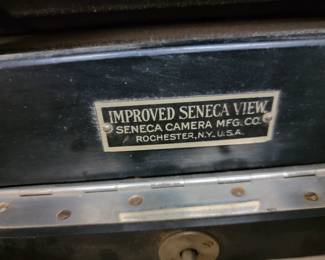 IMPROVED SENECA VIEW
SENECA CAMERA MFG. CO.
ROCHESTER, N.Y. U.S.A.